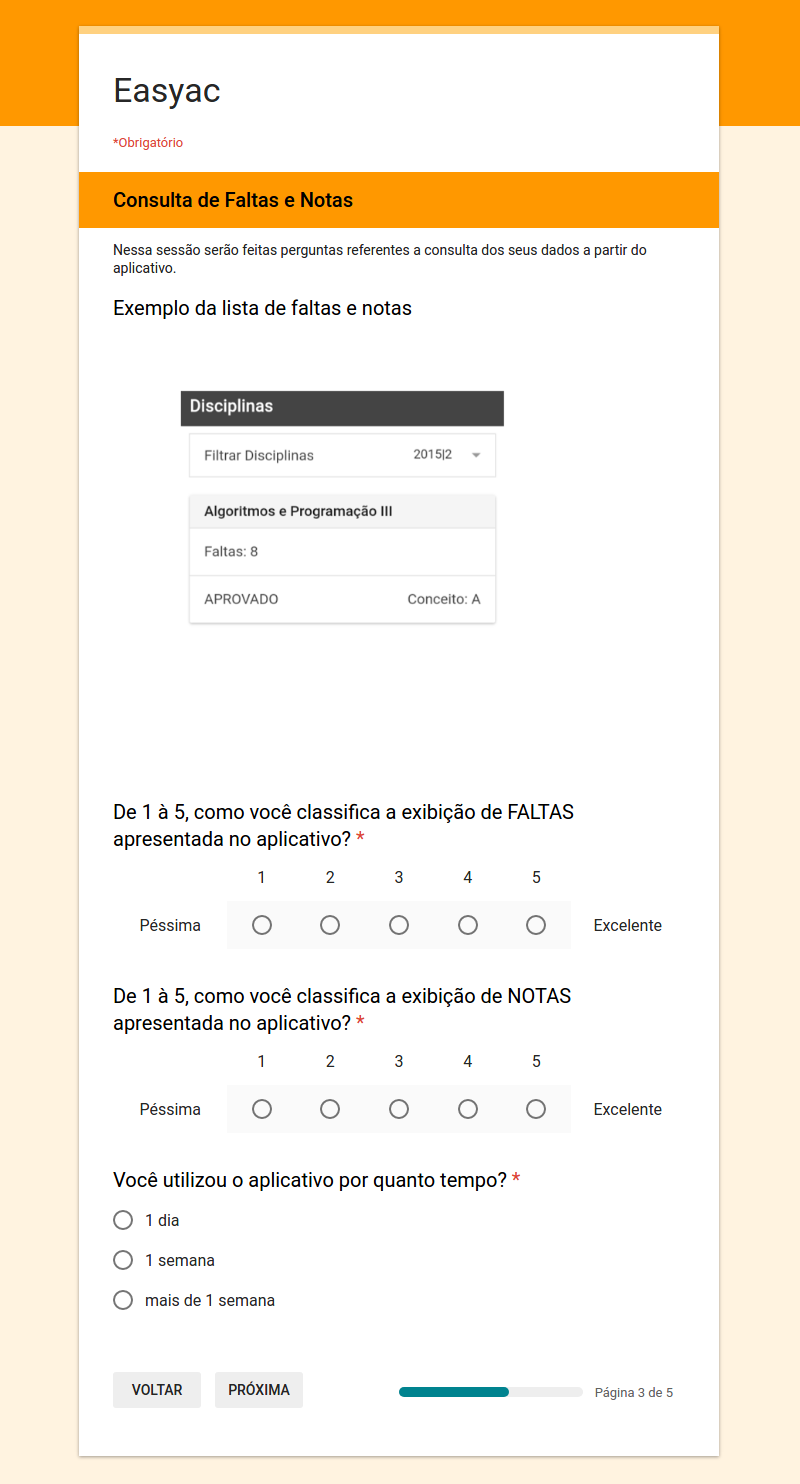 Easyac
*Obrigatório
Consulta de Faltas e Notas
Nessa sessão serão feitas perguntas referentes a consulta dos seus dados a partir do
aplicativo.
Exemplo da lista de faltas e notas
Disciplinas
Filtrar Disciplinas 2015|2
Algoritmos e Programação III
Faltas: 8
APROVADO Conceito: A
De 1 à 5, como você classifica a exibição de FALTAS
apresentada no aplicativo? *
1 2 3 4 5
Péssima Excelente
De 1 à 5, como você classifica a exibição de NOTAS
apresentada no aplicativo? *
1 2 3 4 5
Péssima Excelente
Você utilizou o aplicativo por quanto tempo? *
1 dia
1 semana
mais de 1 semana
VOLTAR PRÓXIMA Página 3 de 5